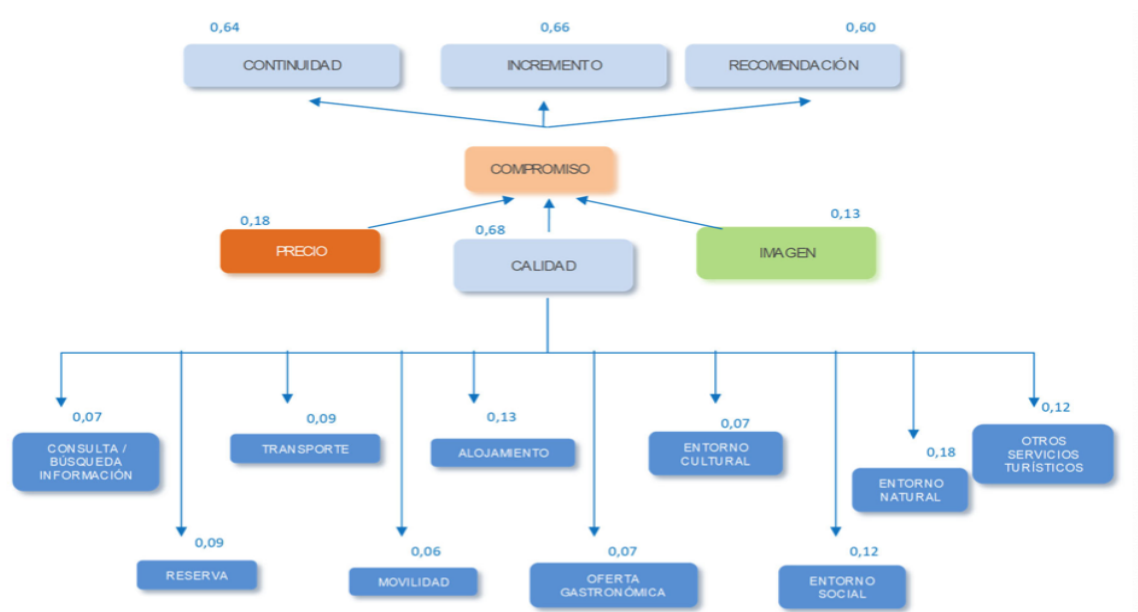 0,64
CONTINUIDAD
0,66
INCREMENTO
0,60
RECOMENDACIÓN
COMPROMISO
0,18
PRECIO
0,68
CALIDAD
0,13
IMAGEN
0,07
CONSULTA /
BÚSQUEDA
INFORMACIÓN
0,09
TRANSPORTE
0,13
ALOJAMIENTO
0,07
ENTORNO
CULTURAL
0,18
ENTORNO
NATURAL
0,12
OTROS
SERVICIOS
TURÍSTICOS
0,09
RESERVA
0,06
MOVILIDAD
0,07
OFERTA
GASTRONÓMICA
0,12
ENTORNO
SOCIAL